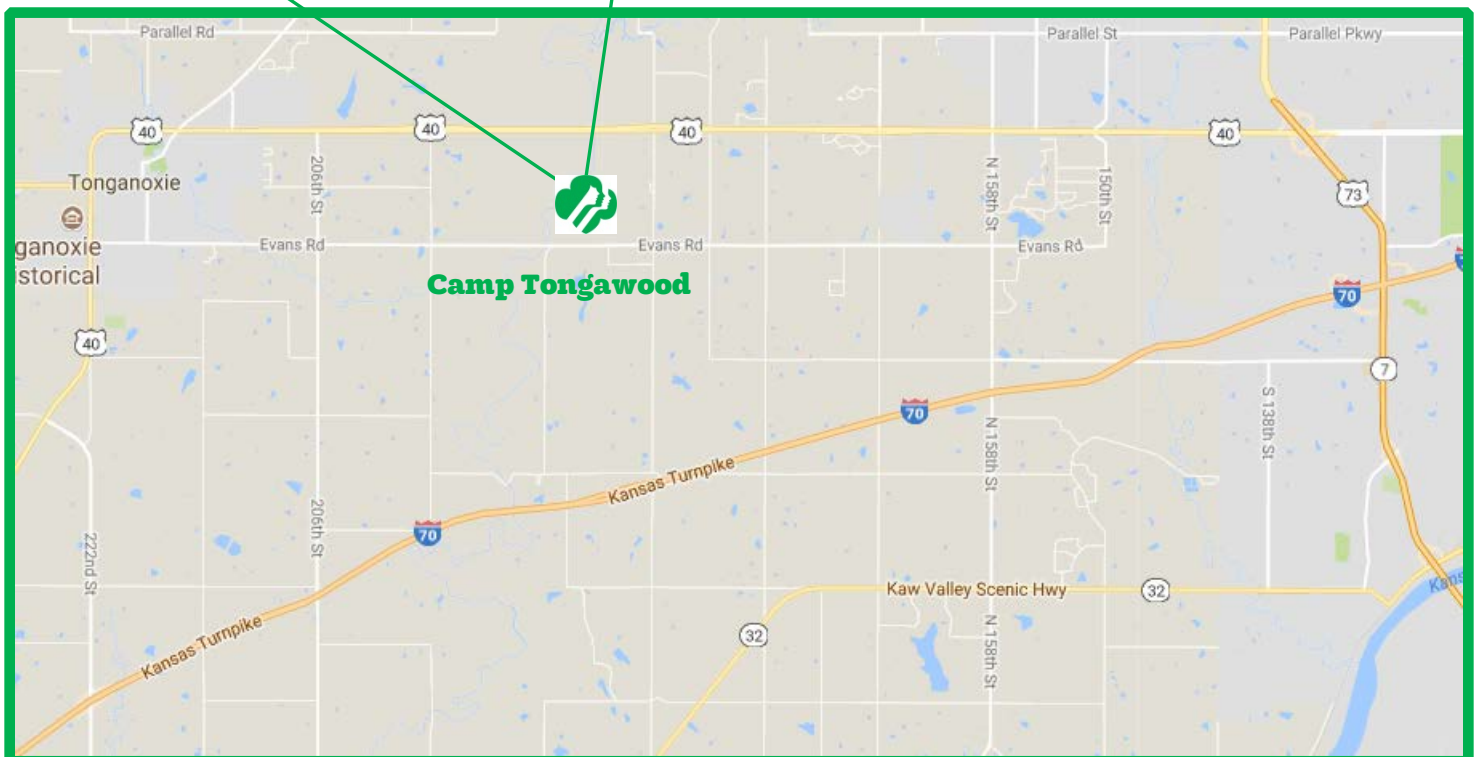 Parallel Rd
Parallel St
Parallel Pkwy
40
40
40
40
Tonganoxie
206th St
N 158th St
150th St
73
ganoxie
istorical
Evans Rd
Evans Rd
Evans Rd
Camp Tongawood
70
40
7
70
S 138th St
N 158th St
Kansas Turnpike
206th St
70
222nd St
Kaw Valley Scenic Hwy
32
Kans
32
Kansas Turnpike
N 158th St